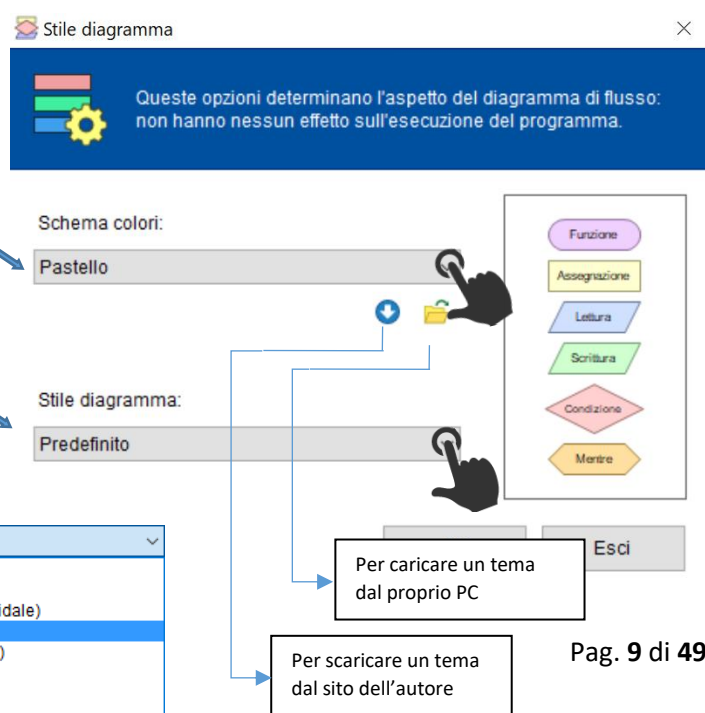 Stile diagramma
Queste opzioni determinano l'aspetto del diagramma di flusso:
non hanno nessun effetto sull'esecuzione del programma.
Schema colori:
Pastello
Funzione
Assegnazione
Lettura
Scrittura
Condizione
Mentre
Stile diagramma:
Predefinito
Esci
Per caricare un tema
dal proprio PC
idale)
)
Per scaricare un tema
dal sito dell’autore
Pag. 9 di 49